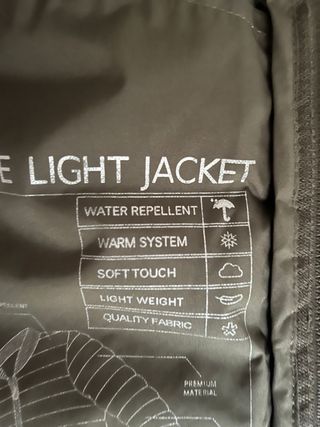 E LIGHT JACKET
WATER REPELLENT
WARM SYSTEM
SOFT TOUCH
LIGHT WEIGHT
QUALITY FABRIC
PREMIUM
MATERIAL